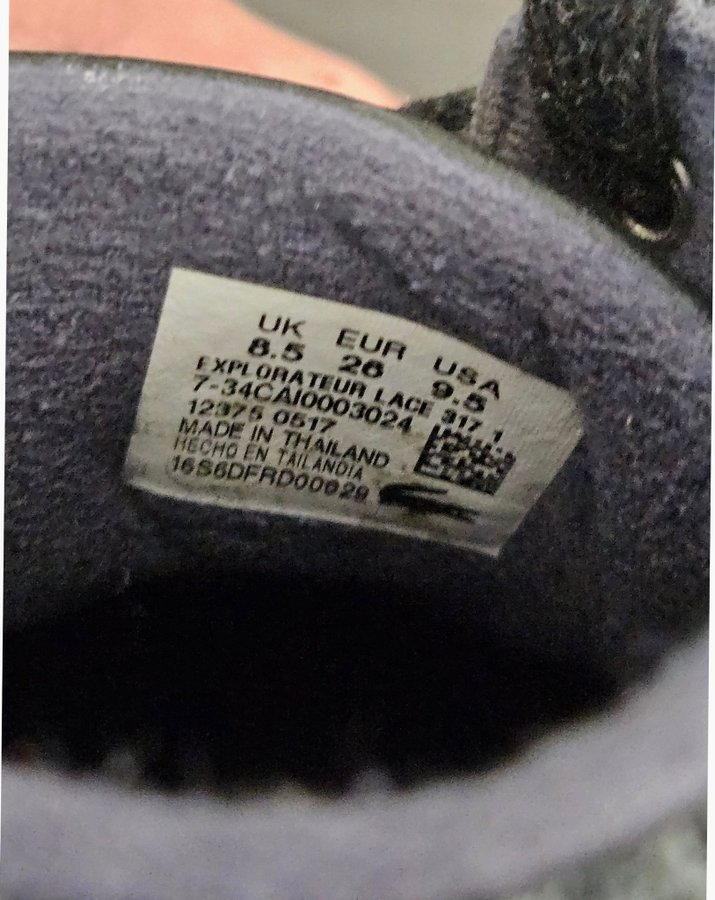 UK EUR USA
8.5 26 9.5
EXPLORATEUR LACE 317 1
7-34CAI0003024
12375 0517
MADE IN THAILAND
HECHO EN TAILANDIA
16S6DFRD00929